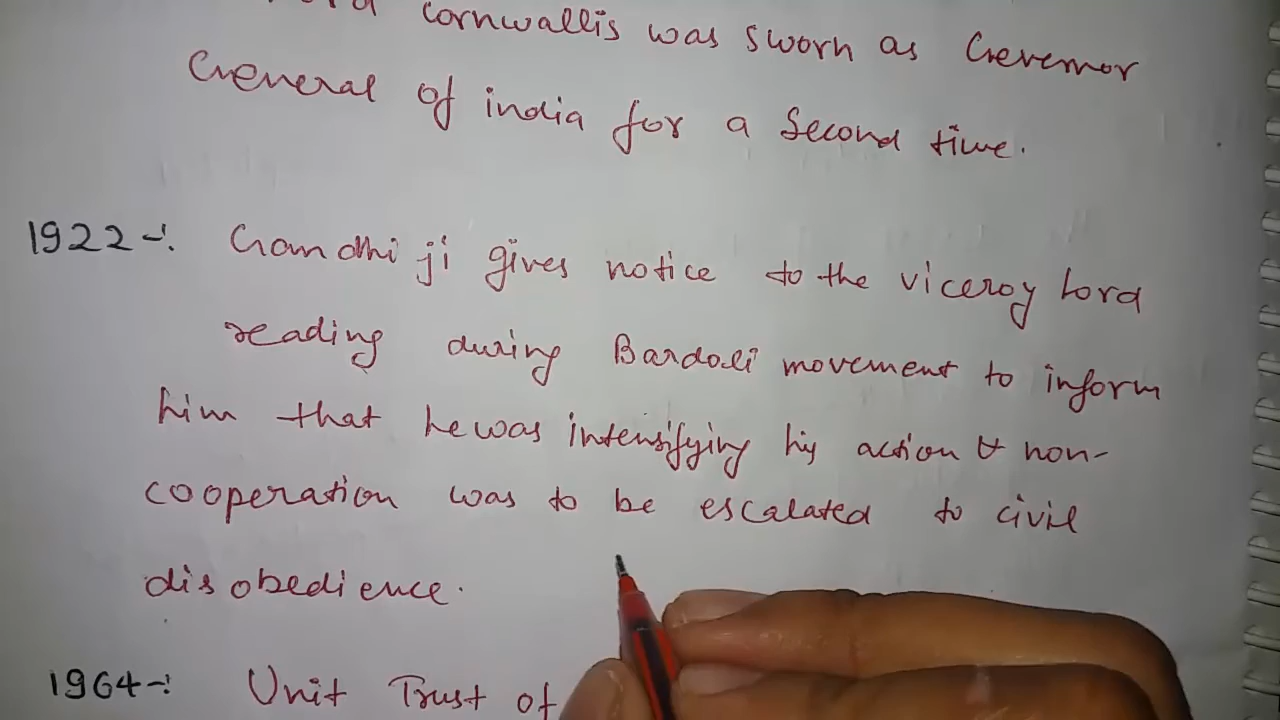 Cornwallis was sworn as Governor
General of india for a Second time.
1922-: Gandhi ji gives notice to the viceroy Lord
reading during Bardoli movement to inform
him that he was intensifying his action & non-
cooperation was to be escalated to civil
disobedience.
1964-: Unit Trust of